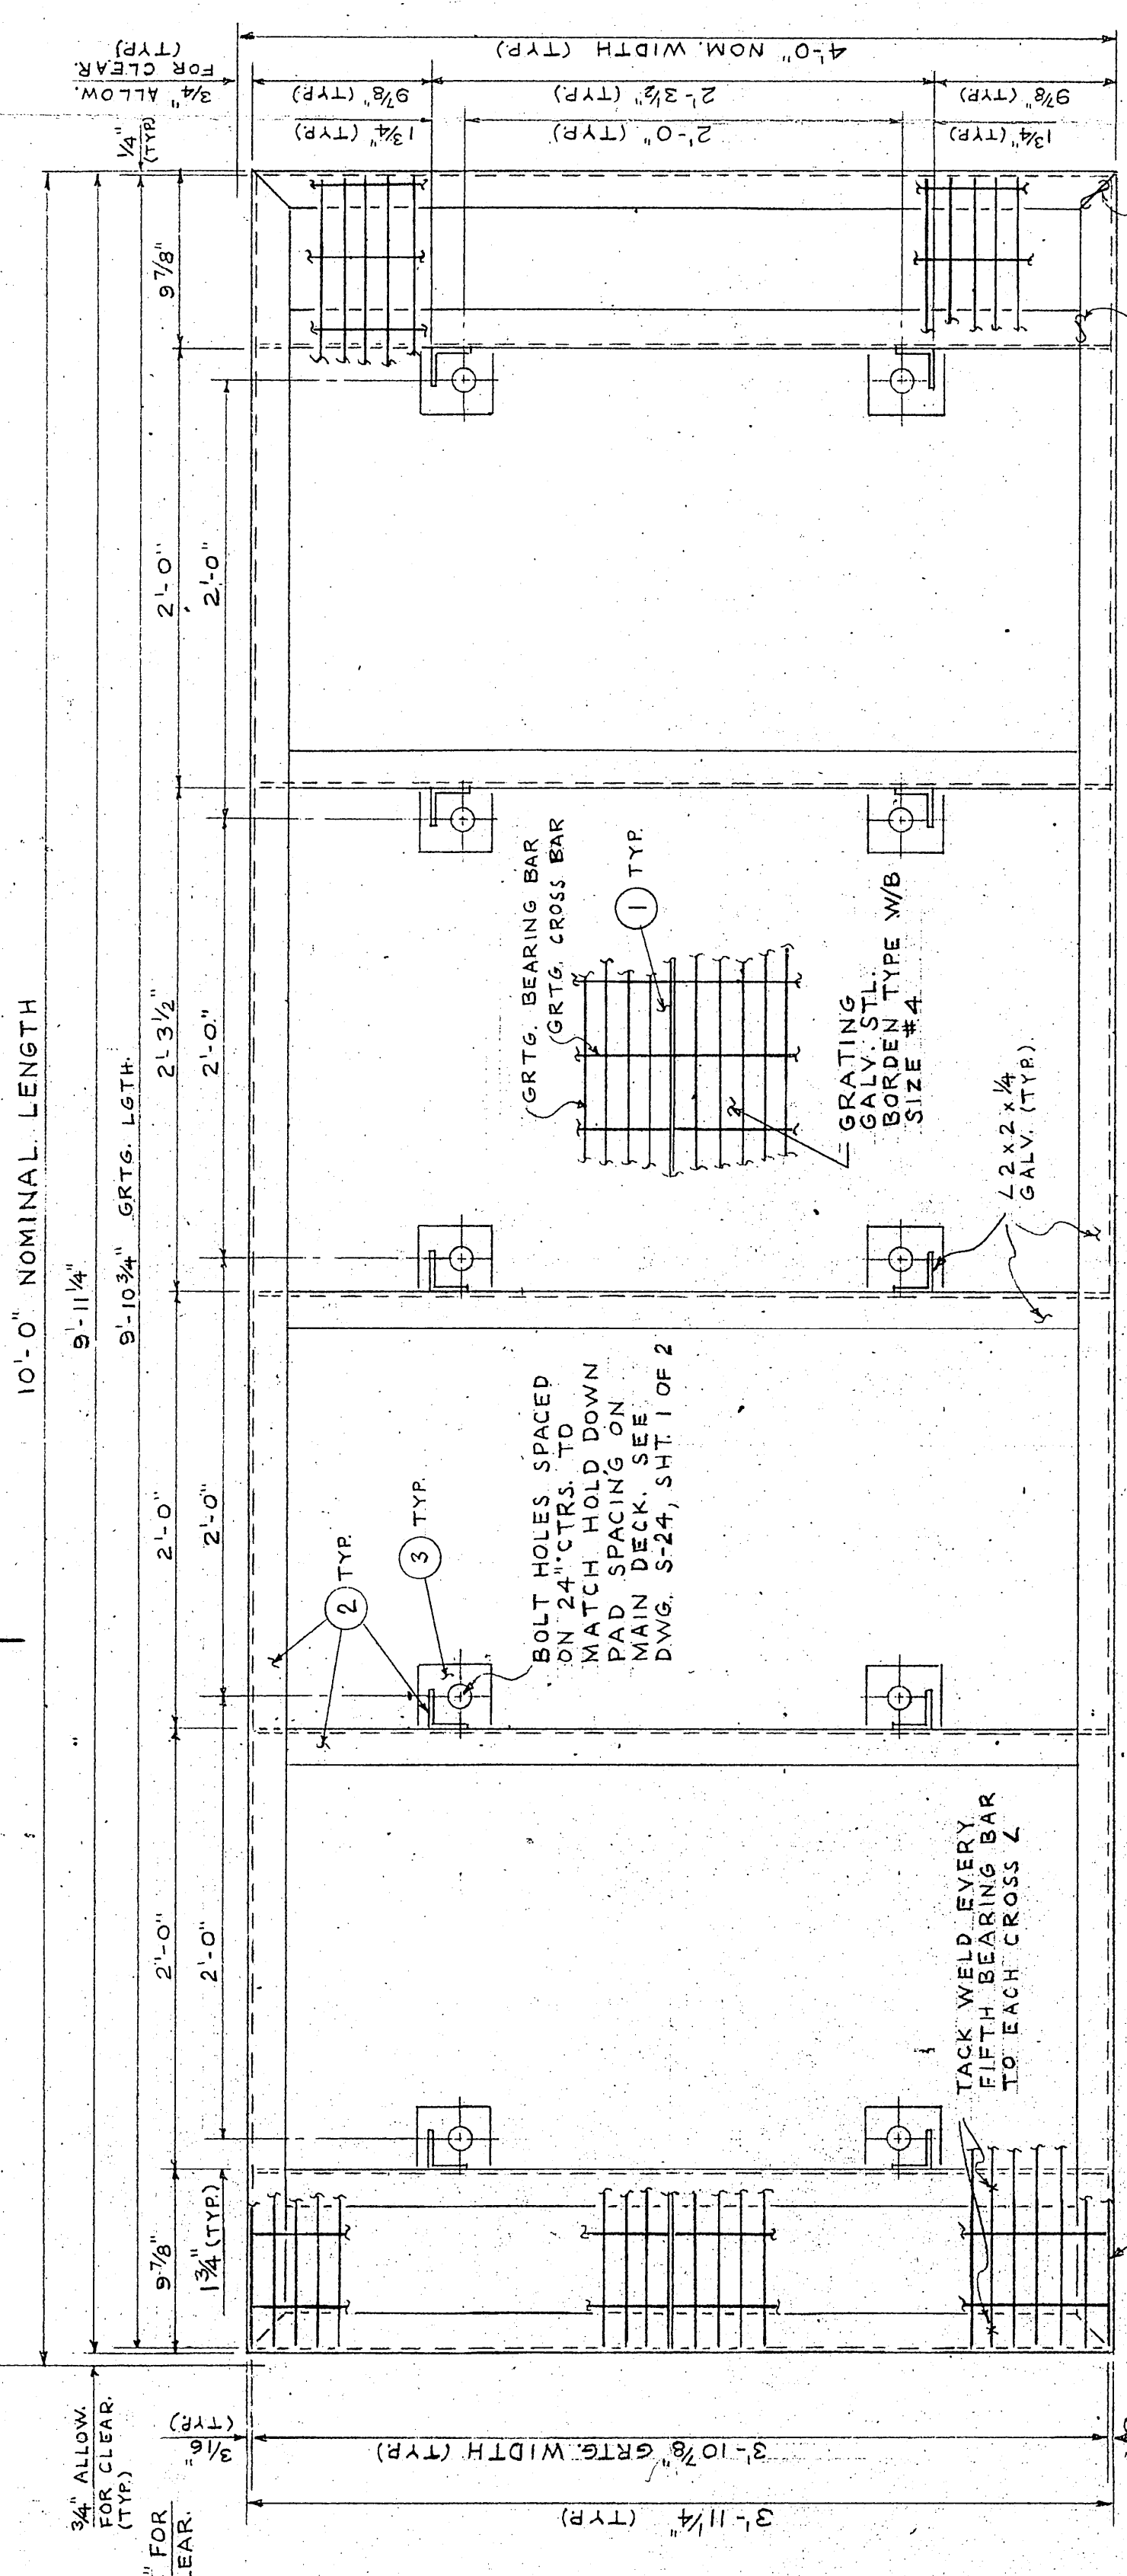 10'-0" NOMINAL LENGTH
9'-11 1/4"
9'-10 3/4" GRTG. LGTH.
9 7/8"
2'-0"
2'-0"
2'-3 1/2"
2'-0"
2'-0"
9 7/8"
1 3/4" (TYP.)
2'-0"
2'-0"
2'-0"
2'-0"
1/4"
(TYP)
3/4" ALLOW.
FOR CLEAR.
(TYP.)
4'-0" NOM. WIDTH (TYP.)
9 7/8" (TYP.)
2'-3 1/2" (TYP.)
9 7/8" (TYP.)
1 3/4" (TYP.)
2'-0" (TYP.)
1 3/4" (TYP.)
GRTG. BEARING BAR
GRTG. CROSS BAR
1 TYP.
GRATING
GALV. STL.
BORDEN TYPE W/B
SIZE #4
∠ 2 x 2 x 1/4
GALV. (TYP.)
2 TYP.
3 TYP.
BOLT HOLES SPACED
ON 24" CTRS. TO
MATCH HOLD DOWN
PAD SPACING ON
MAIN DECK. SEE
DWG. S-24, SHT. 1 OF 2
TACK WELD EVERY
FIFTH BEARING BAR
TO EACH CROSS ∠
3/4" ALLOW.
FOR CLEAR.
(TYP.)
" FOR
LEAR.
3/16"
(TYP.)
3'-10 7/8" GRTG. WIDTH (TYP.)
3'-11 1/4" (TYP.)